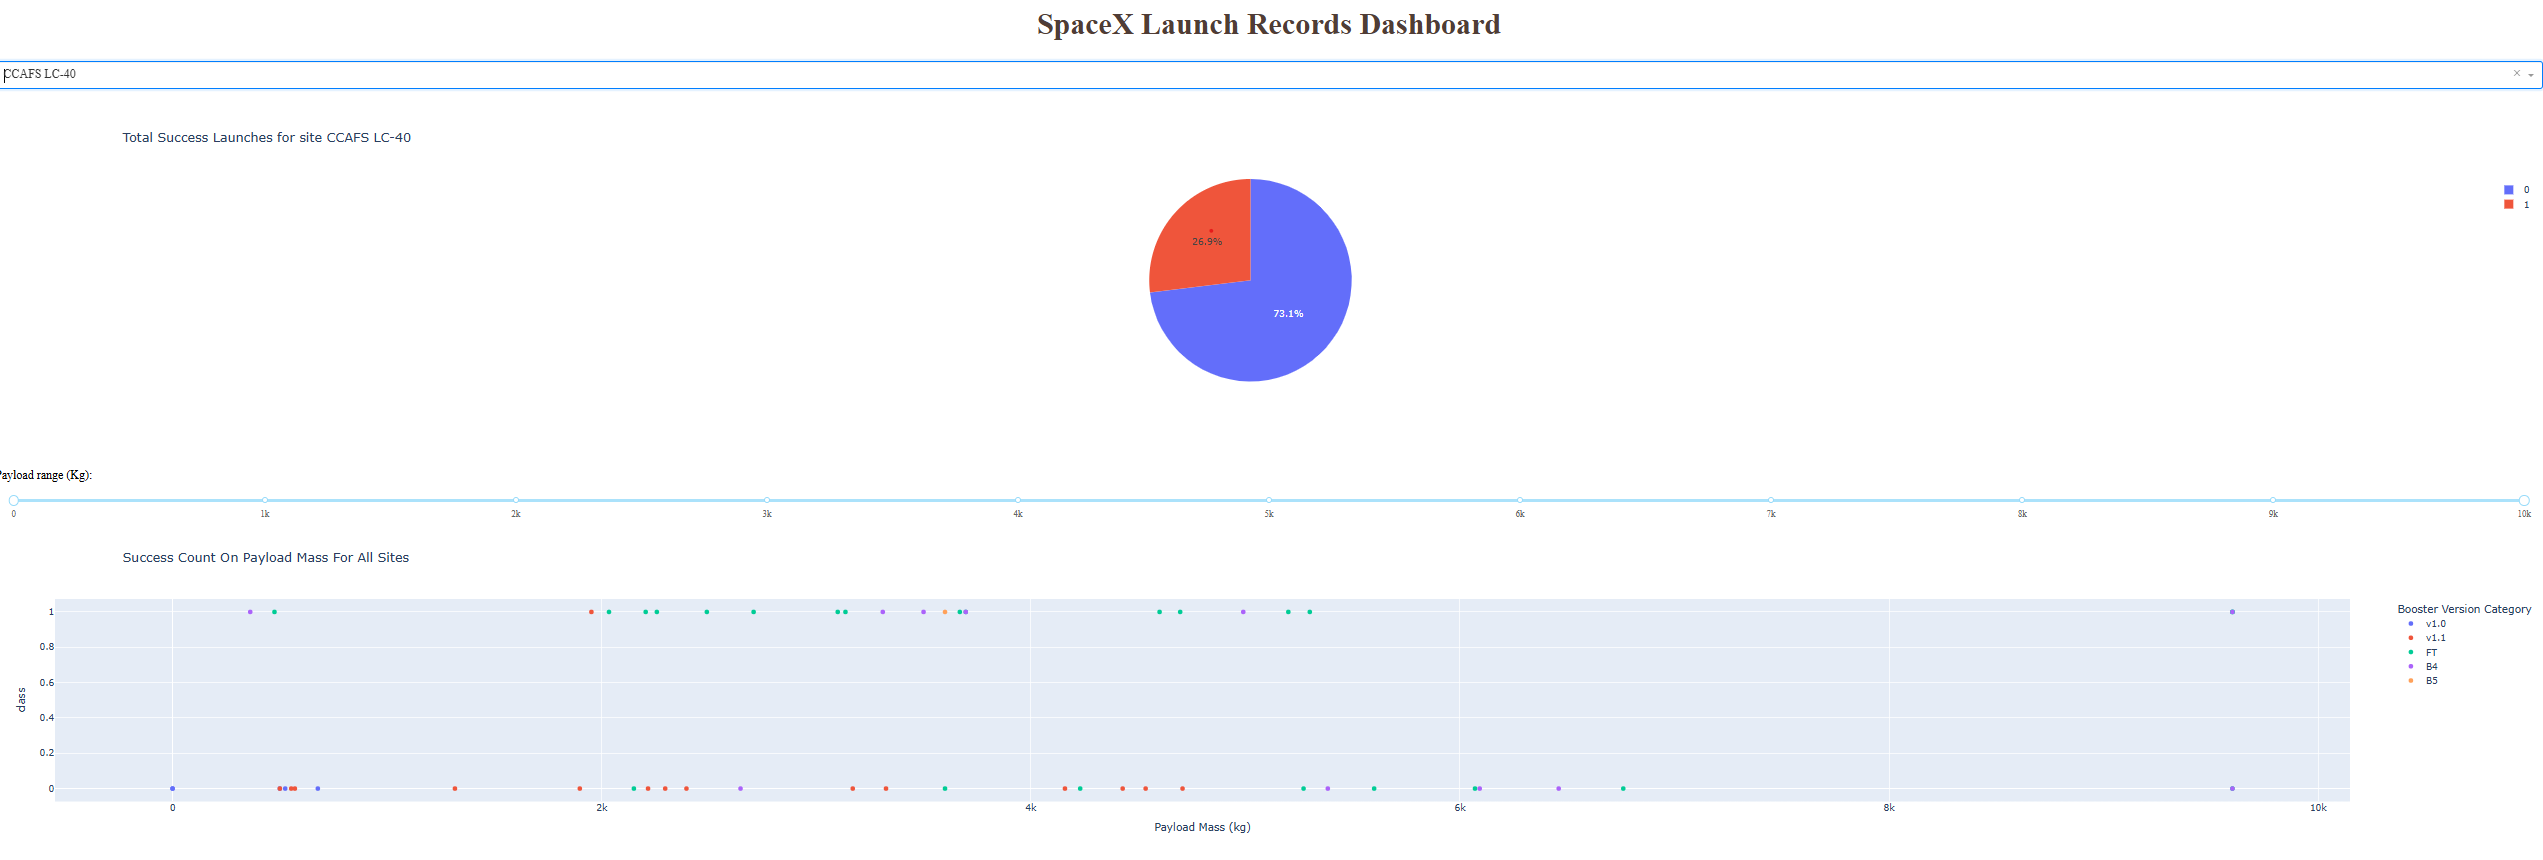 SpaceX Launch Records Dashboard
CCAFS LC-40
Total Success Launches for site CCAFS LC-40
0
1
26.9%
73.1%
Payload range (Kg):
0 1k 2k 3k 4k 5k 6k 7k 8k 9k 10k
Success Count On Payload Mass For All Sites
Booster Version Category
v1.0
v1.1
FT
B4
B5
1
0.8
0.6
0.4
0.2
0
class
0 2k 4k 6k 8k 10k
Payload Mass (kg)